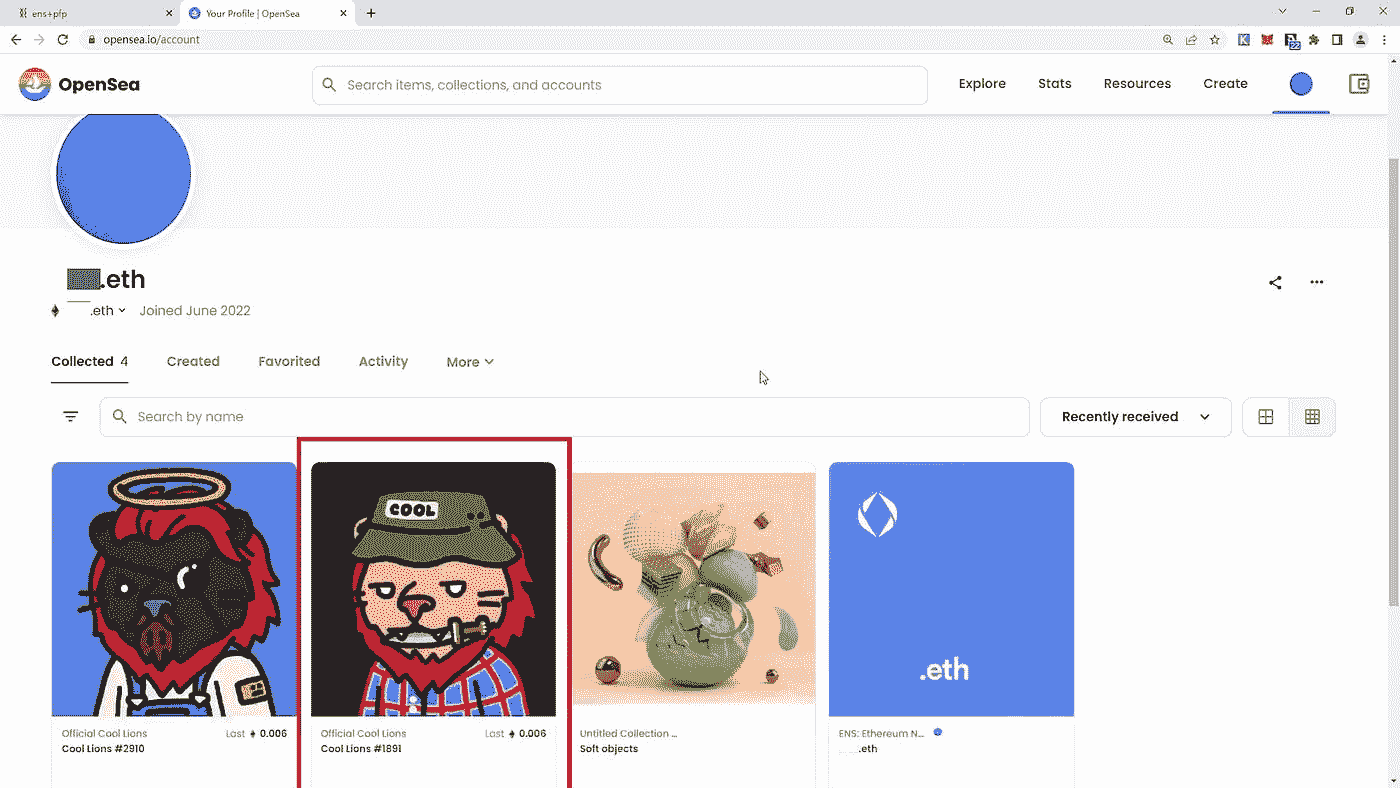 ens+pfp
Your Profile | OpenSea
opensea.io/account
22
OpenSea
Search items, collections, and accounts
Explore
Stats
Resources
Create
.eth
.eth
Joined June 2022
Collected 4
Created
Favorited
Activity
More
Search by name
Recently received
COOL
.eth
Official Cool Lions
Last 0.006
Cool Lions #2910
Official Cool Lions
Last 0.006
Cool Lions #1891
Untitled Collection ...
Soft objects
ENS: Ethereum N...
.eth